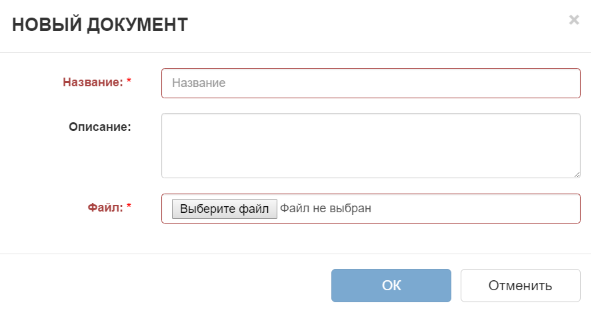 НОВЫЙ ДОКУМЕНТ ×
Название: * Название
Описание:
Файл: * Выберите файл Файл не выбран
ОК Отменить